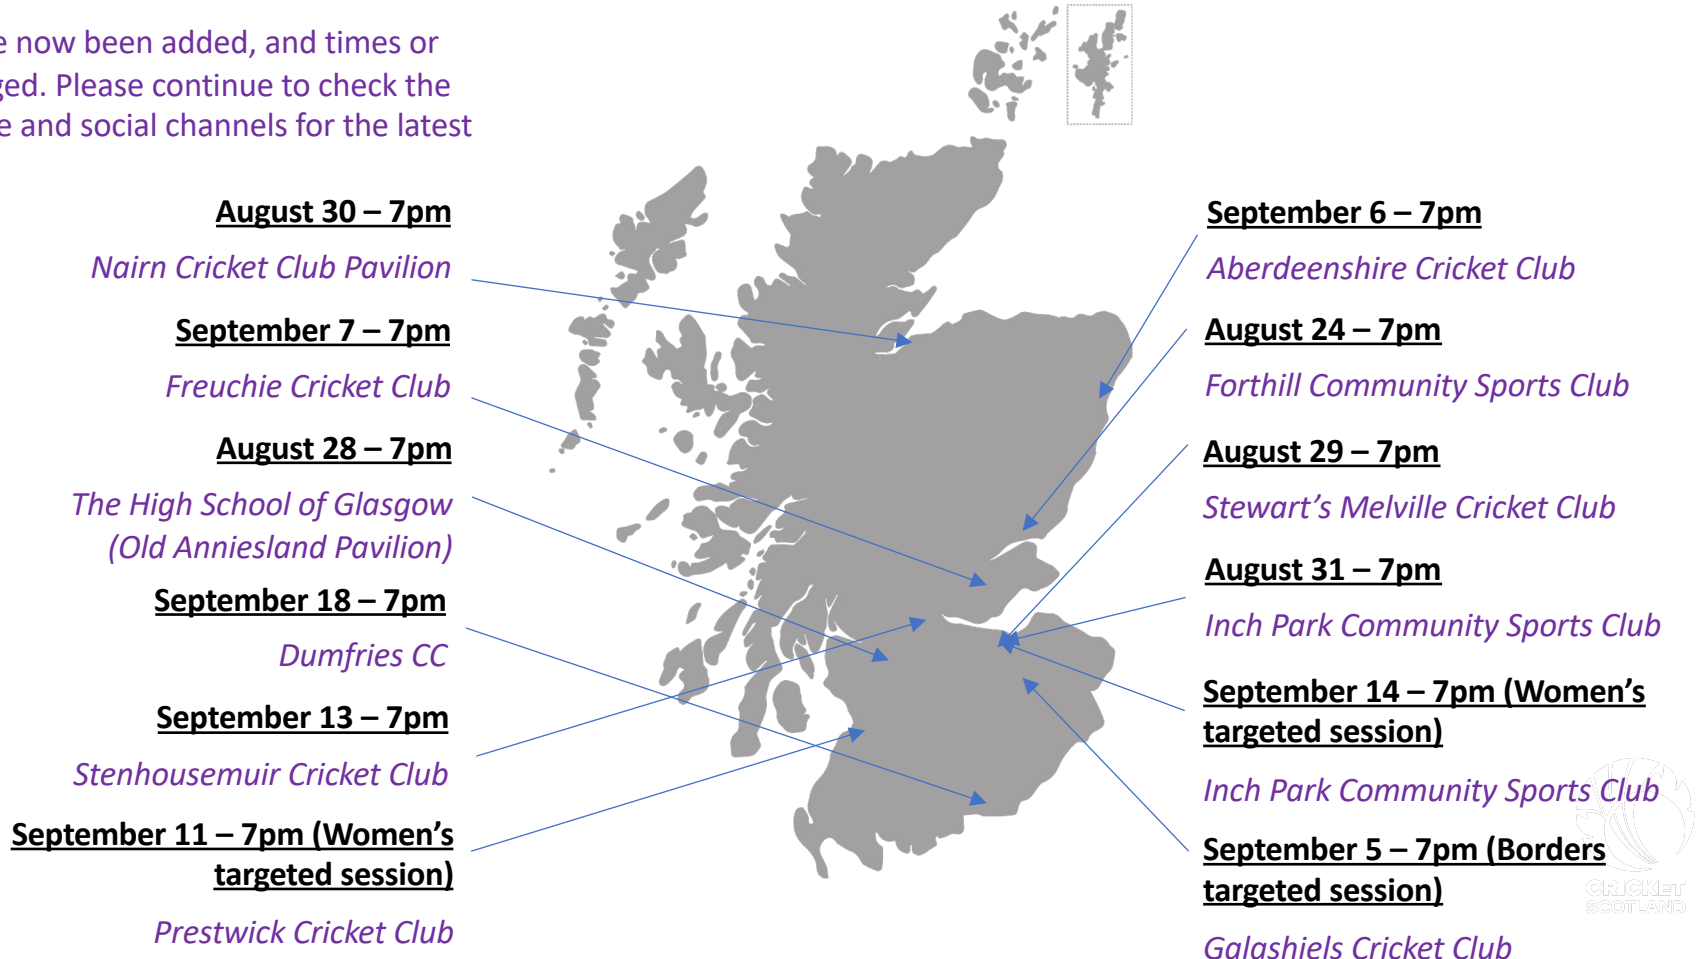 e now been added, and times or
ged. Please continue to check the
e and social channels for the latest
August 30 – 7pm
Nairn Cricket Club Pavilion
September 7 – 7pm
Freuchie Cricket Club
August 28 – 7pm
The High School of Glasgow
(Old Anniesland Pavilion)
September 18 – 7pm
Dumfries CC
September 13 – 7pm
Stenhousemuir Cricket Club
September 11 – 7pm (Women’s
targeted session)
Prestwick Cricket Club
September 6 – 7pm
Aberdeenshire Cricket Club
August 24 – 7pm
Forthill Community Sports Club
August 29 – 7pm
Stewart’s Melville Cricket Club
August 31 – 7pm
Inch Park Community Sports Club
September 14 – 7pm (Women’s
targeted session)
Inch Park Community Sports Club
September 5 – 7pm (Borders
targeted session)
Galashiels Cricket Club
CRICKET
SCOTLAND